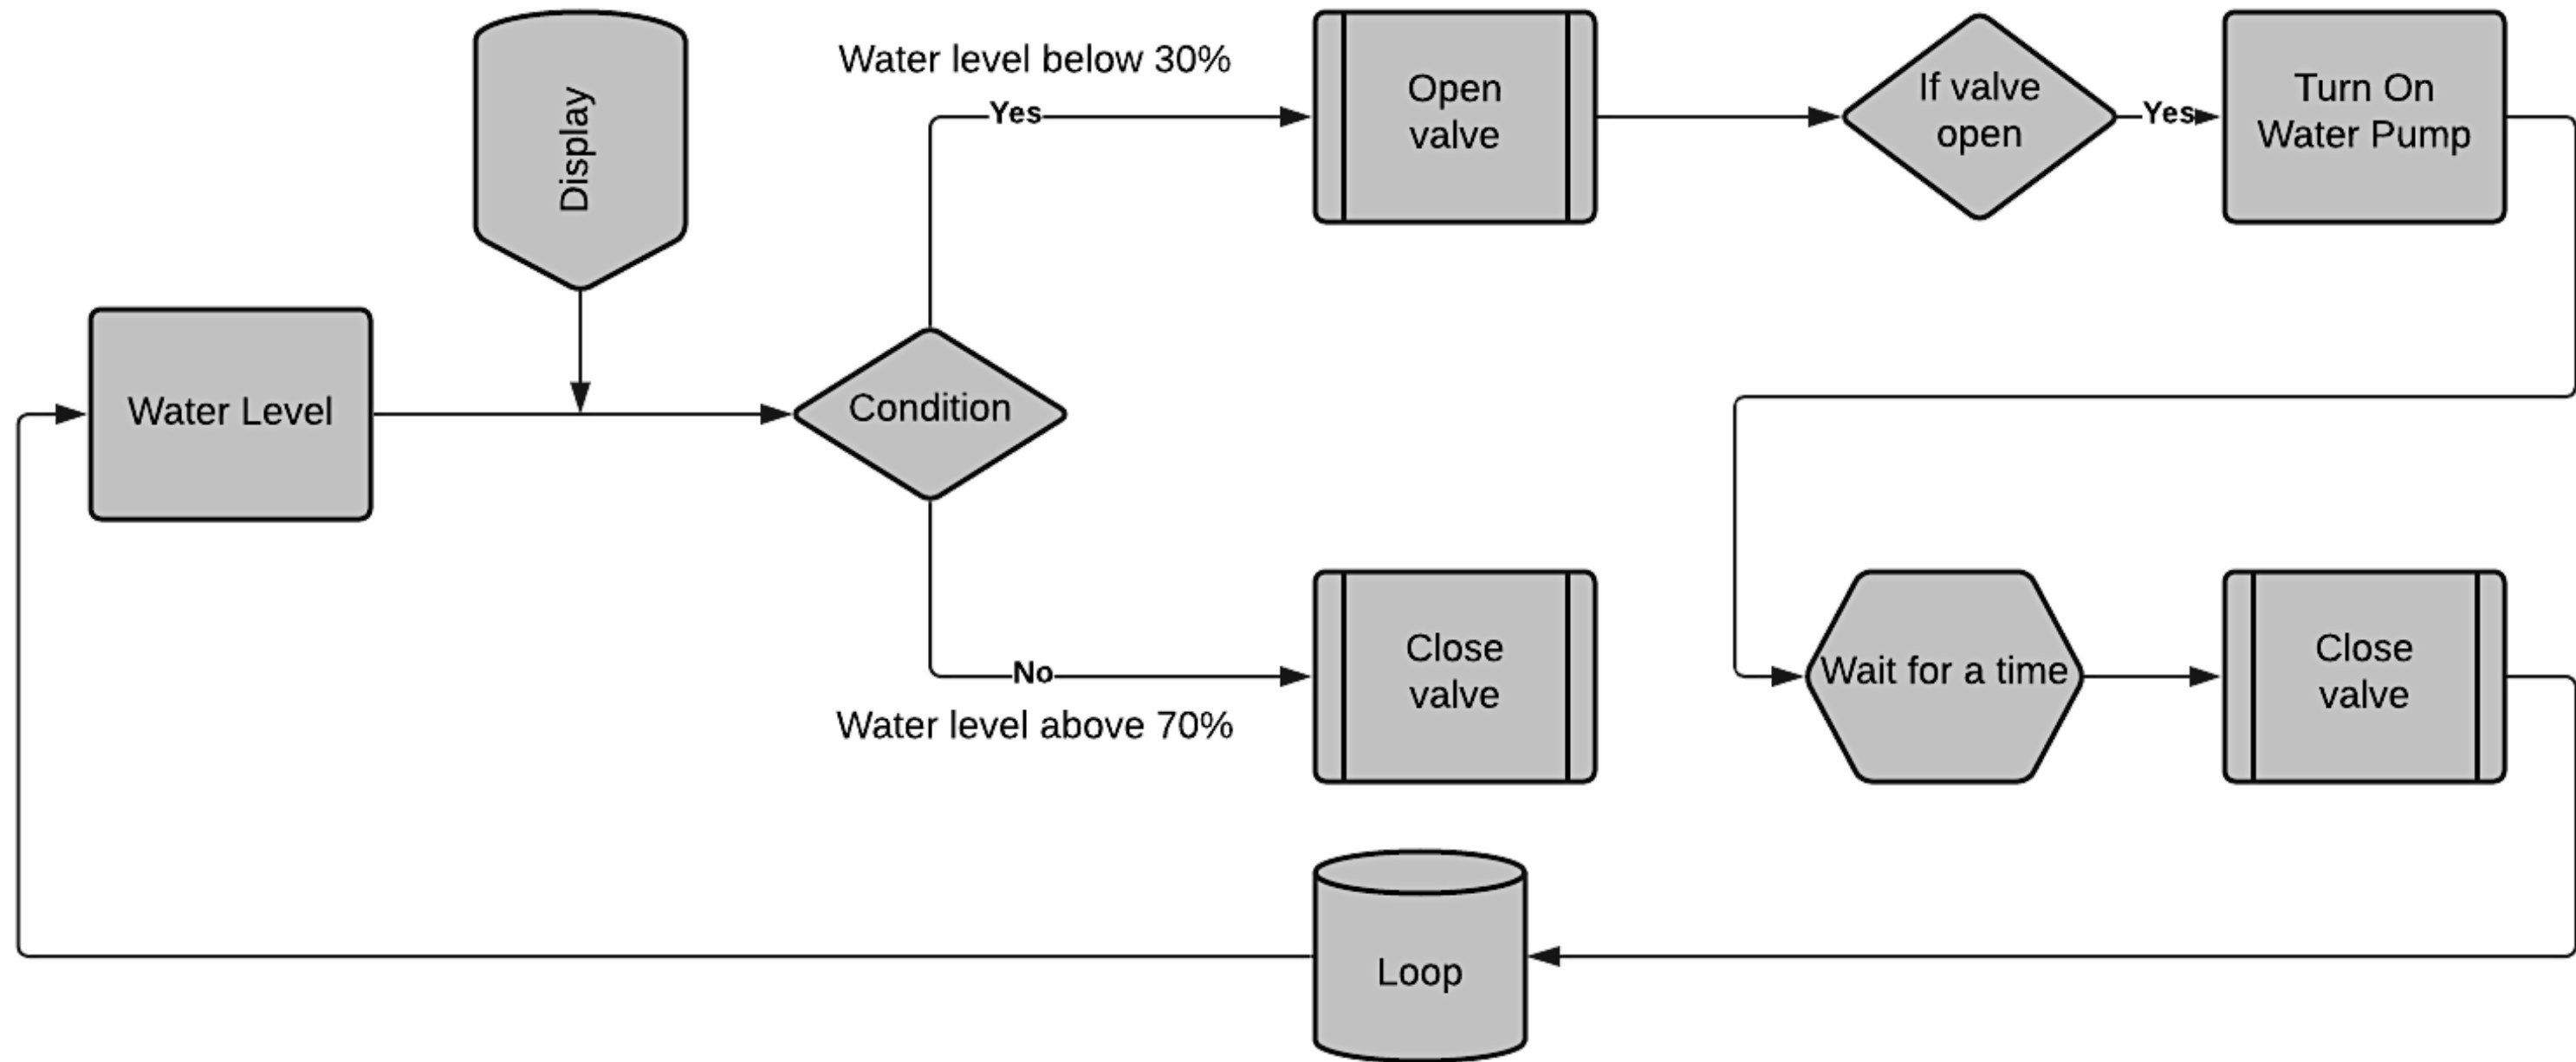 Display
Water level below 30%
Yes
Open
valve
If valve
open
Yes
Turn On
Water Pump
Water Level
Condition
No
Water level above 70%
Close
valve
Wait for a time
Close
valve
Loop